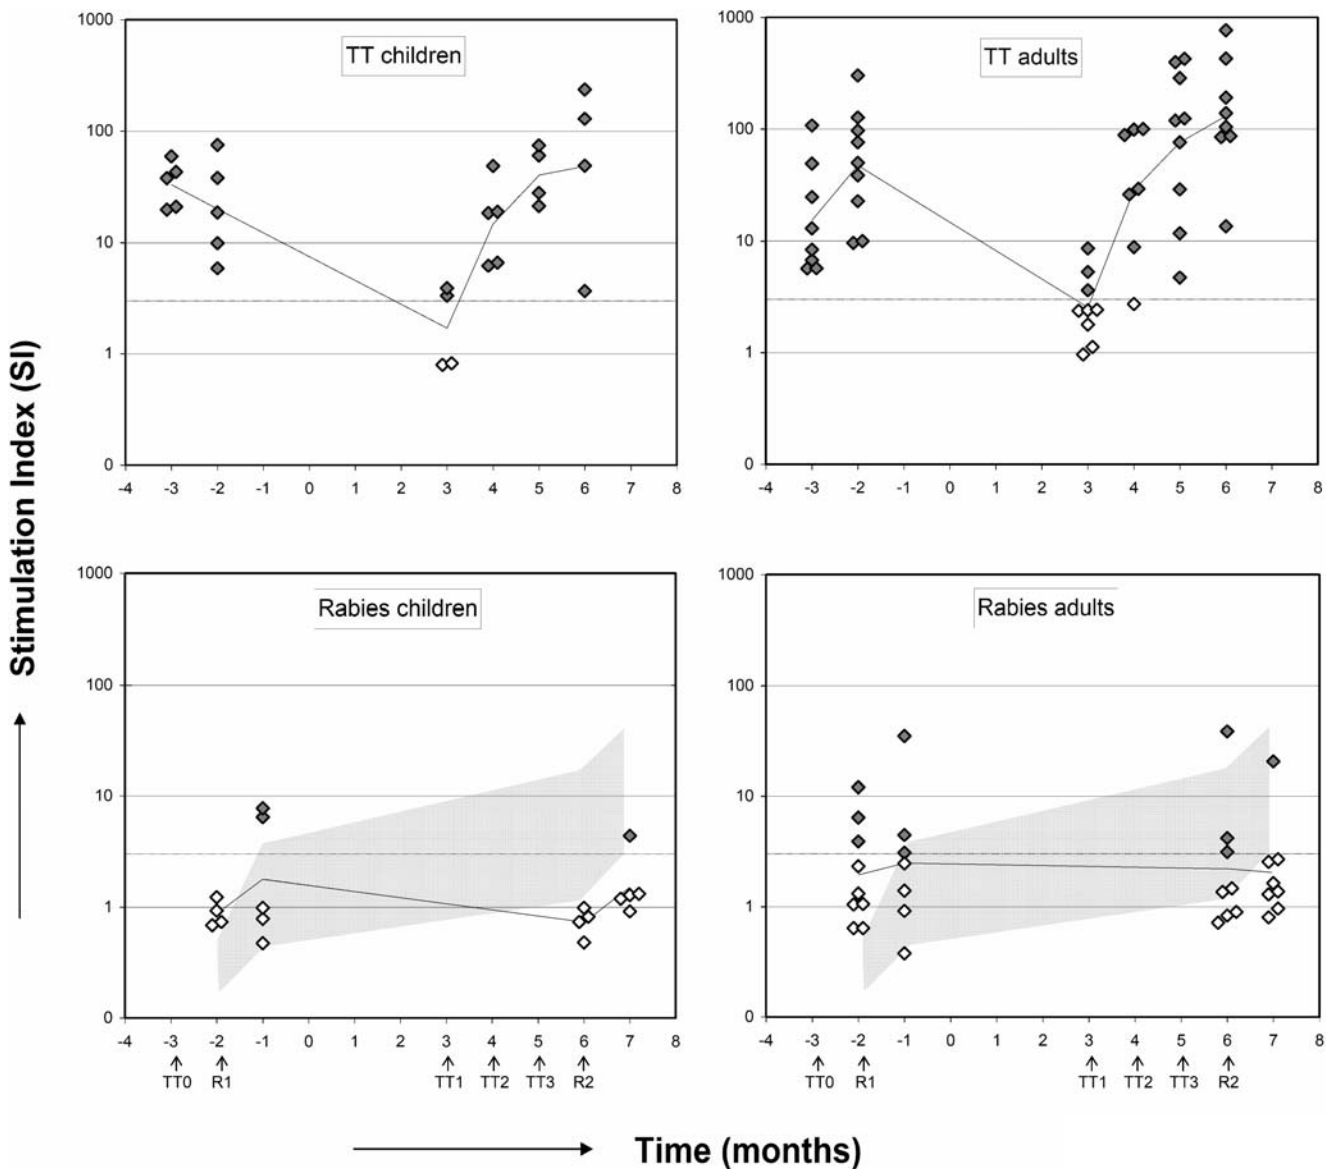 TT children
1000
100
10
1
0
-4 -3 -2 -1 0 1 2 3 4 5 6 7 8
TT adults
1000
100
10
1
0
-4 -3 -2 -1 0 1 2 3 4 5 6 7 8
Stimulation Index (SI)
Rabies children
1000
100
10
1
0
-4 -3 -2 -1 0 1 2 3 4 5 6 7 8
TT0 R1 TT1 TT2 TT3 R2
Rabies adults
1000
100
10
1
0
-4 -3 -2 -1 0 1 2 3 4 5 6 7 8
TT0 R1 TT1 TT2 TT3 R2
Time (months)